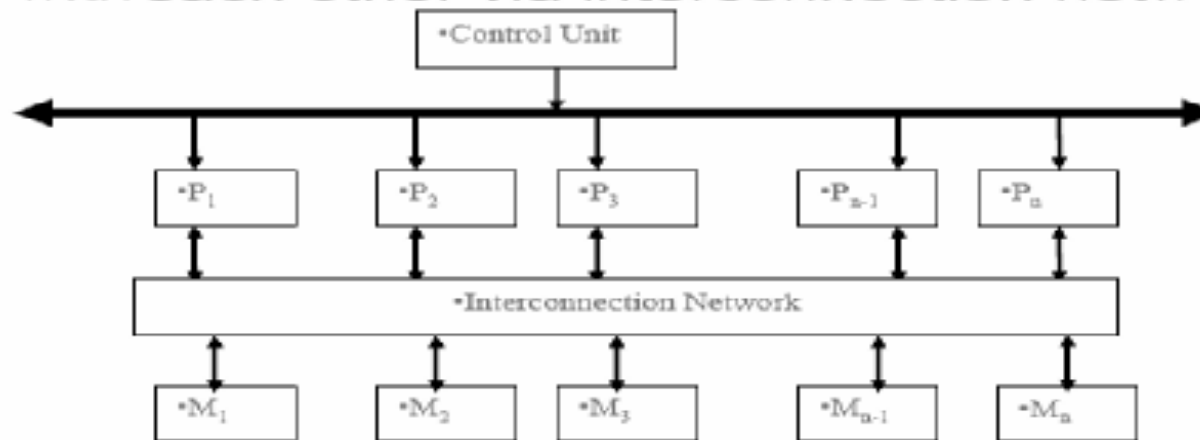 •Control Unit
•P₁ •P₂ •P₃ •Pₙ₋₁ •Pₙ
•Interconnection Network
•M₁ •M₂ •M₃ •Mₙ₋₁ •Mₙ